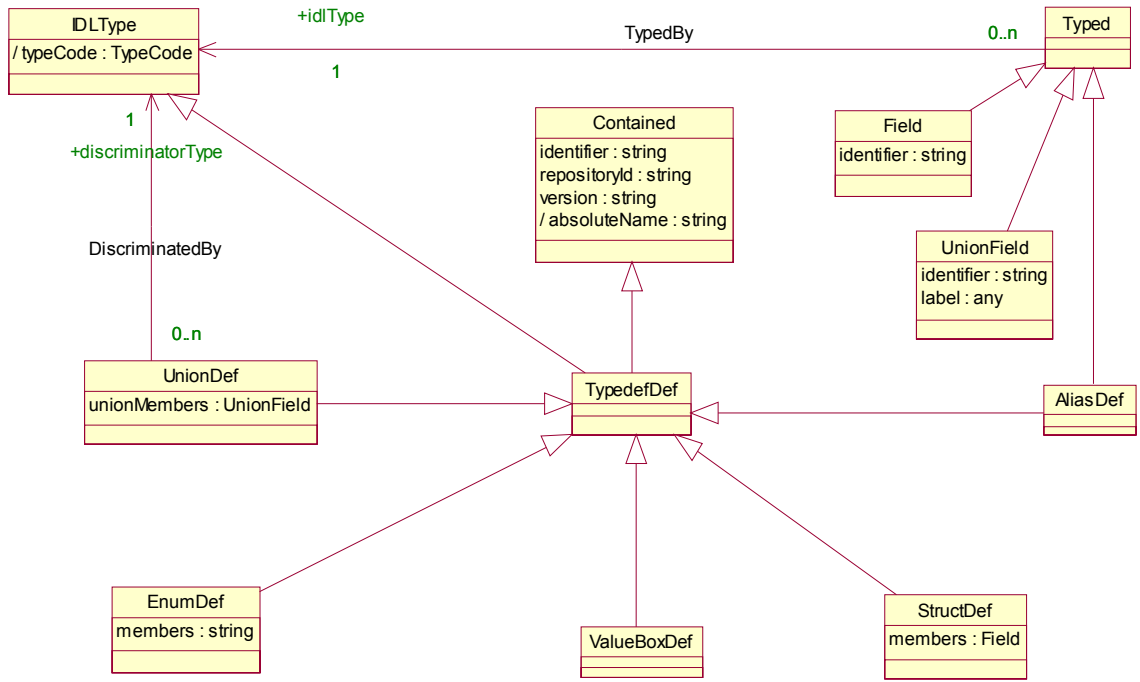 IDLType
/ typeCode : TypeCode
+idlType
1
TypedBy
0..n
Typed
1
+discriminatorType
DiscriminatedBy
0..n
Contained
identifier : string
repositoryId : string
version : string
/ absoluteName : string
Field
identifier : string
UnionField
identifier : string
label : any
UnionDef
unionMembers : UnionField
TypedefDef
AliasDef
EnumDef
members : string
ValueBoxDef
StructDef
members : Field